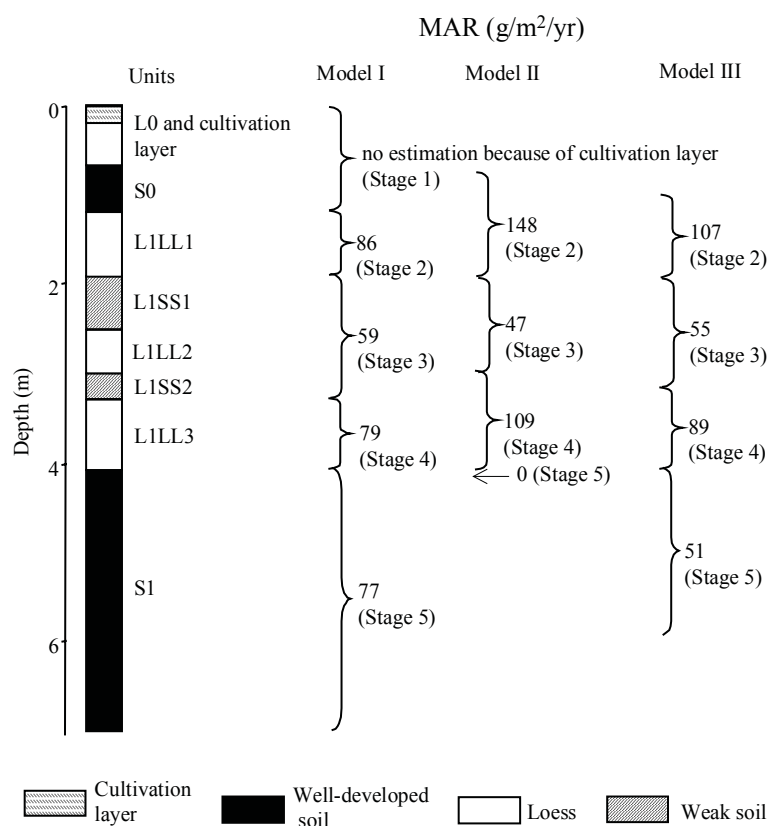 MAR (g/m²/yr)
Units
Model I
Model II
Model III
Depth (m)
0
2
4
6
L0 and cultivation
layer
S0
L1LL1
L1SS1
L1LL2
L1SS2
L1LL3
S1
no estimation because of cultivation layer
(Stage 1)
86
(Stage 2)
59
(Stage 3)
79
(Stage 4)
77
(Stage 5)
148
(Stage 2)
47
(Stage 3)
109
(Stage 4)
0 (Stage 5)
107
(Stage 2)
55
(Stage 3)
89
(Stage 4)
51
(Stage 5)
Cultivation
layer
Well-developed
soil
Loess
Weak soil